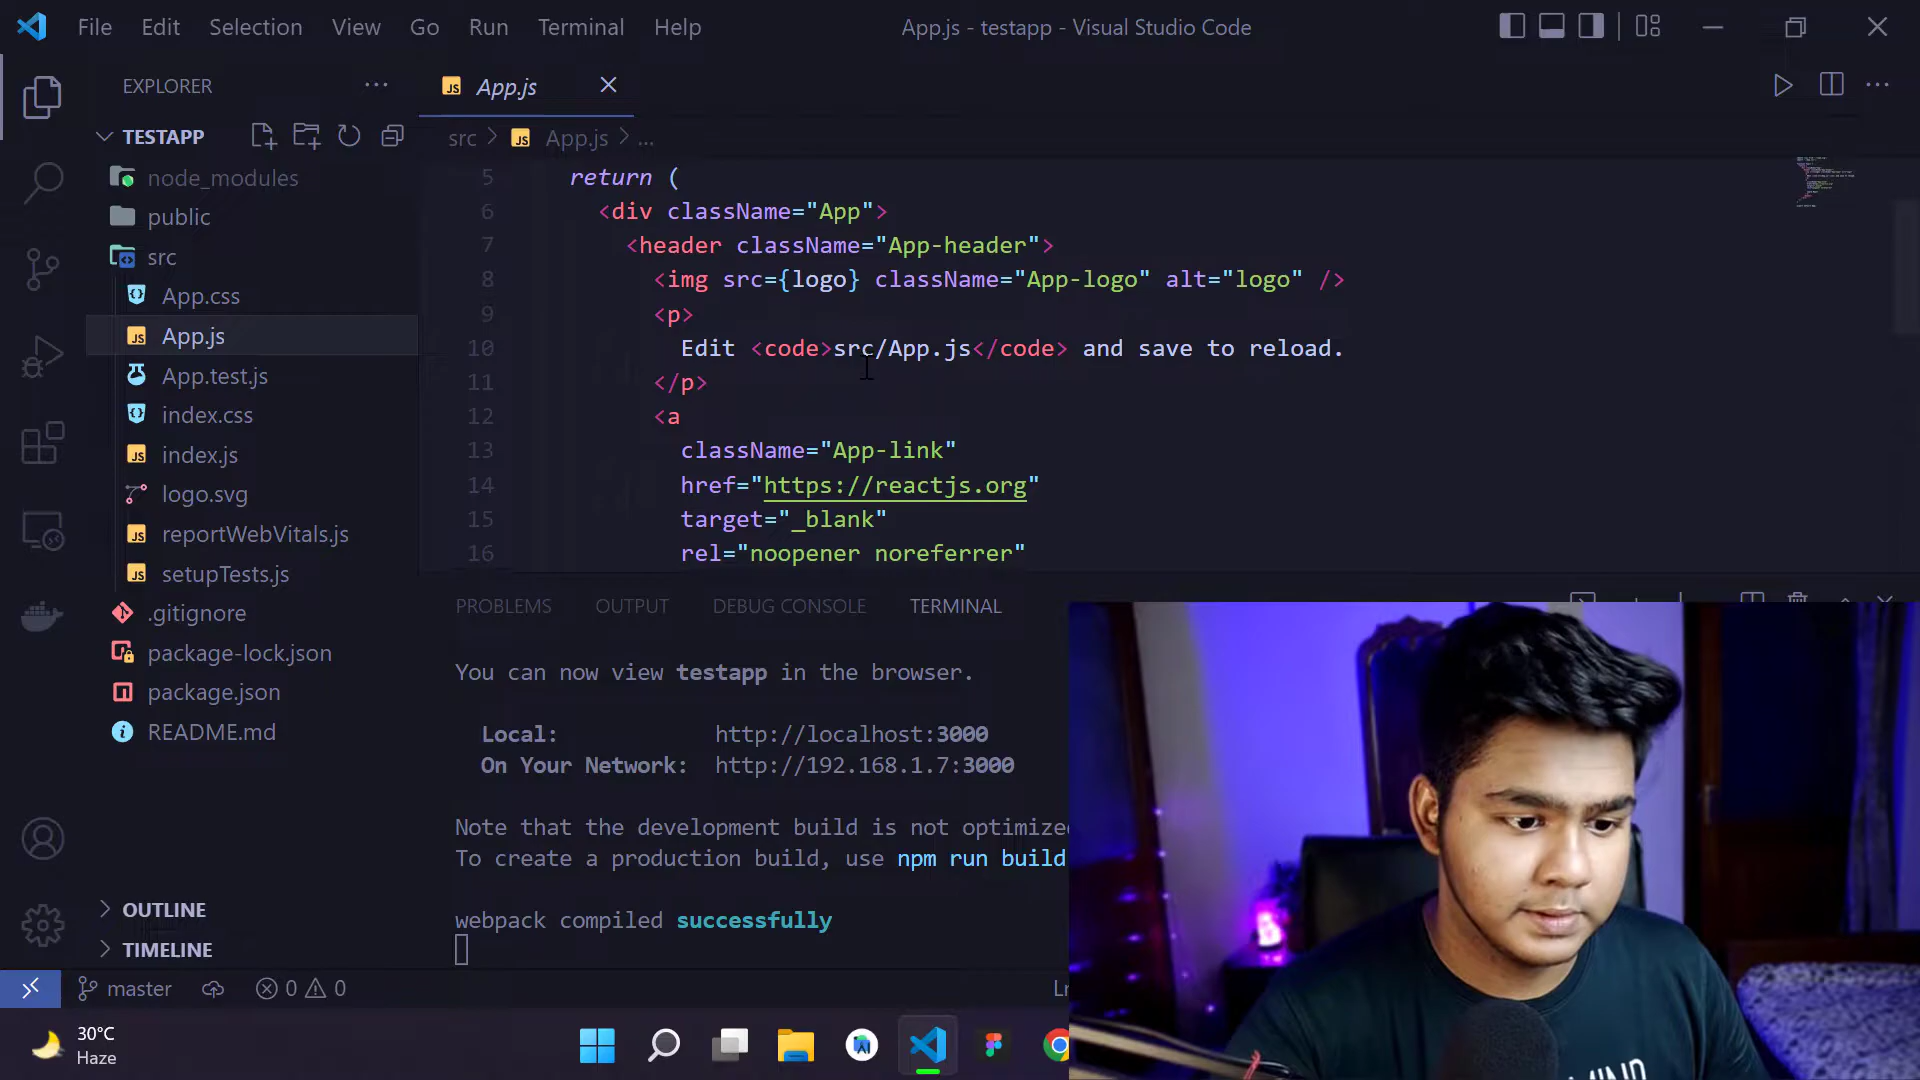 File Edit Selection View Go Run Terminal Help
App.js - testapp - Visual Studio Code
EXPLORER
TESTAPP
node_modules
public
src
App.css
App.js
App.test.js
index.css
index.js
logo.svg
reportWebVitals.js
setupTests.js
.gitignore
package-lock.json
package.json
README.md
OUTLINE
TIMELINE
JS App.js
src > JS App.js > ...
5 return (
6 <div className="App">
7 <header className="App-header">
8 <img src={logo} className="App-logo" alt="logo" />
9 <p>
10 Edit <code>src/App.js</code> and save to reload.
11 </p>
12 <a
13 className="App-link"
14 href="https://reactjs.org"
15 target="_blank"
16 rel="noopener noreferrer"
PROBLEMS OUTPUT DEBUG CONSOLE TERMINAL
You can now view testapp in the browser.
Local: http://localhost:3000
On Your Network: http://192.168.1.7:3000
Note that the development build is not optimized
To create a production build, use npm run build
webpack compiled successfully
master 0 0
30°C
Haze
MIND